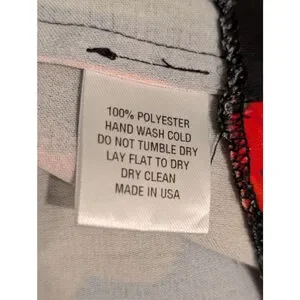 100% POLYESTER
HAND WASH COLD
DO NOT TUMBLE DRY
LAY FLAT TO DRY
DRY CLEAN
MADE IN USA